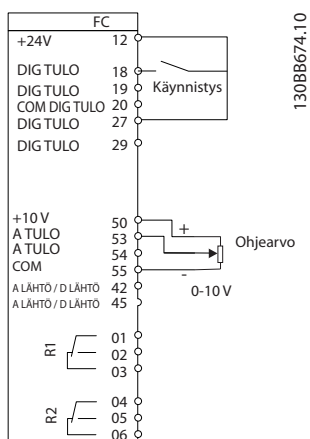 FC
+24V 12
DIG TULO 18
DIG TULO 19
COM DIG TULO 20
DIG TULO 27
DIG TULO 29
Käynnistys
+10 V 50
A TULO 53
A TULO 54
COM 55
A LÄHTÖ / D LÄHTÖ 42
A LÄHTÖ / D LÄHTÖ 45
+
-
Ohjearvo
0-10 V
R1
01
02
03
R2
04
05
06
130BB674.10